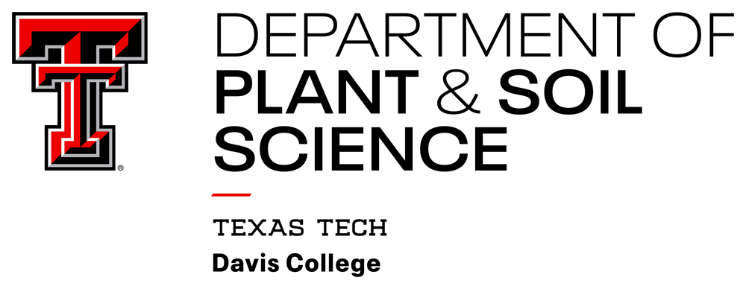 DEPARTMENT OF
PLANT & SOIL
SCIENCE
TEXAS TECH
Davis College